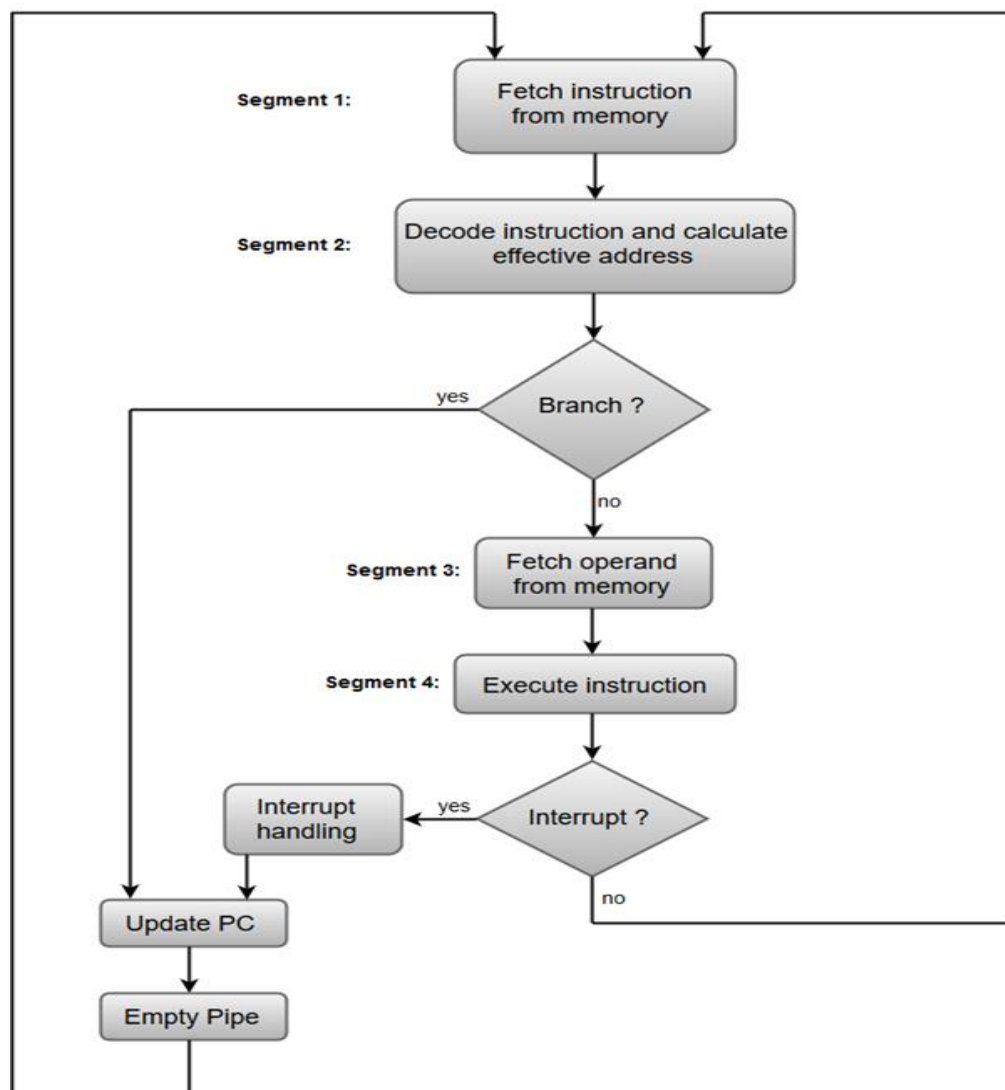 Segment 1:
Fetch instruction
from memory
Segment 2:
Decode instruction and calculate
effective address
Branch ?
yes
no
Segment 3:
Fetch operand
from memory
Segment 4:
Execute instruction
Interrupt ?
yes
Interrupt
handling
no
Update PC
Empty Pipe